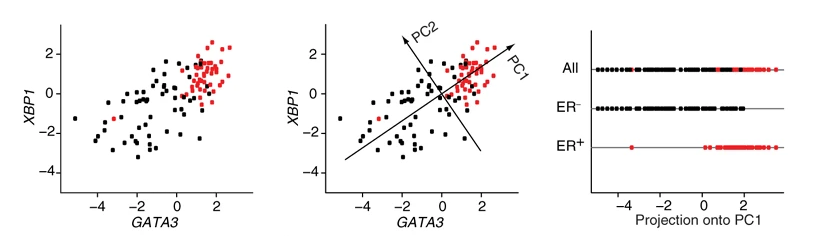 XBP1
2
0
−2
−4
−4 −2 0 2
GATA3
XBP1
2
0
−2
−4
PC2
PC1
−4 −2 0 2
GATA3
All
ER−
ER+
−4 −2 0 2
Projection onto PC1